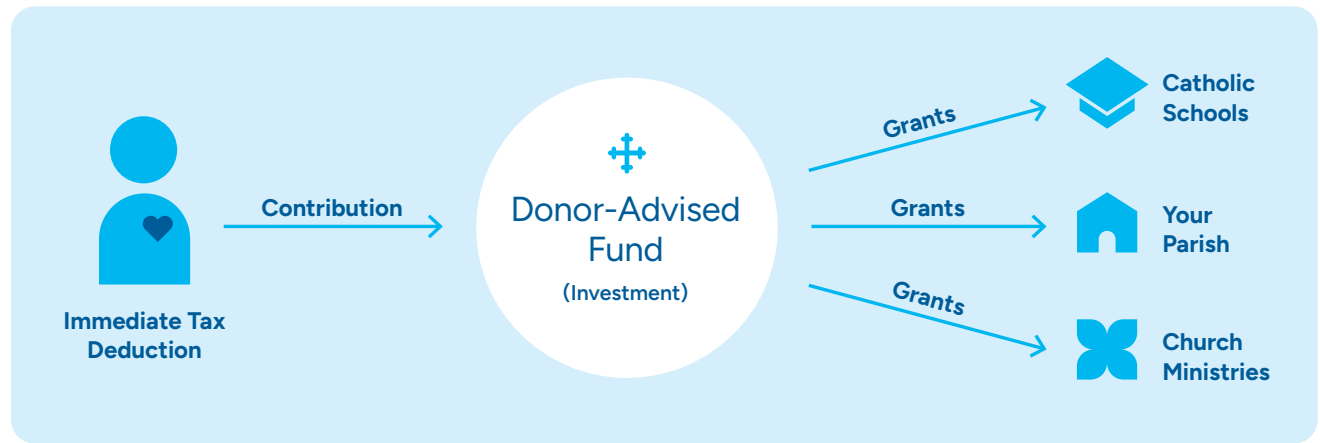 Immediate Tax
Deduction
Contribution
Donor-Advised
Fund
(Investment)
Grants
Catholic
Schools
Grants
Your
Parish
Grants
Church
Ministries